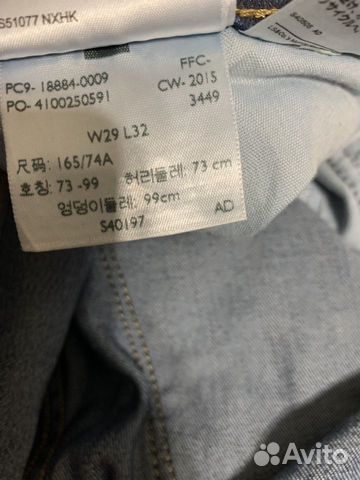 S51077 NXHK
PC9- 18884-0009
FFC-
PO- 4100250591
CW- 2015
3449
W29 L32
尺码: 165/74A
호칭: 73 -99 허리둘레: 73 cm
엉덩이둘레: 99cm
S40197
AD
Avito